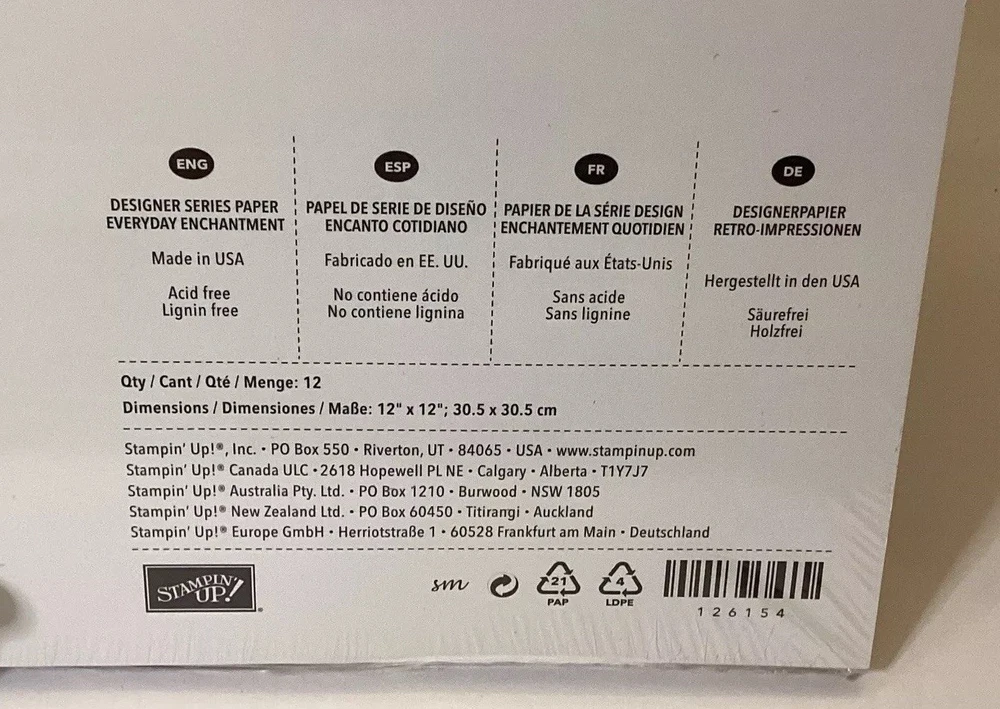 ENG
DESIGNER SERIES PAPER
EVERYDAY ENCHANTMENT
Made in USA
Acid free
Lignin free
ESP
PAPEL DE SERIE DE DISEÑO
ENCANTO COTIDIANO
Fabricado en EE. UU.
No contiene ácido
No contiene lignina
FR
PAPIER DE LA SÉRIE DESIGN
ENCHANTEMENT QUOTIDIEN
Fabriqué aux États-Unis
Sans acide
Sans lignine
DE
DESIGNERPAPIER
RETRO-IMPRESSIONEN
Hergestellt in den USA
Säurefrei
Holzfrei
Qty / Cant / Qté / Menge: 12
Dimensions / Dimensiones / Maße: 12" x 12"; 30.5 x 30.5 cm
Stampin' Up!®, Inc. • PO Box 550 • Riverton, UT • 84065 • USA • www.stampinup.com
Stampin' Up!® Canada ULC • 2618 Hopewell PL NE • Calgary • Alberta • T1Y7J7
Stampin' Up!® Australia Pty. Ltd. • PO Box 1210 • Burwood • NSW 1805
Stampin' Up!® New Zealand Ltd. • PO Box 60450 • Titirangi • Auckland
Stampin' Up!® Europe GmbH • Herriotstraße 1 • 60528 Frankfurt am Main • Deutschland
STAMPIN' UP!®
sm
21
PAP
4
LDPE
126154